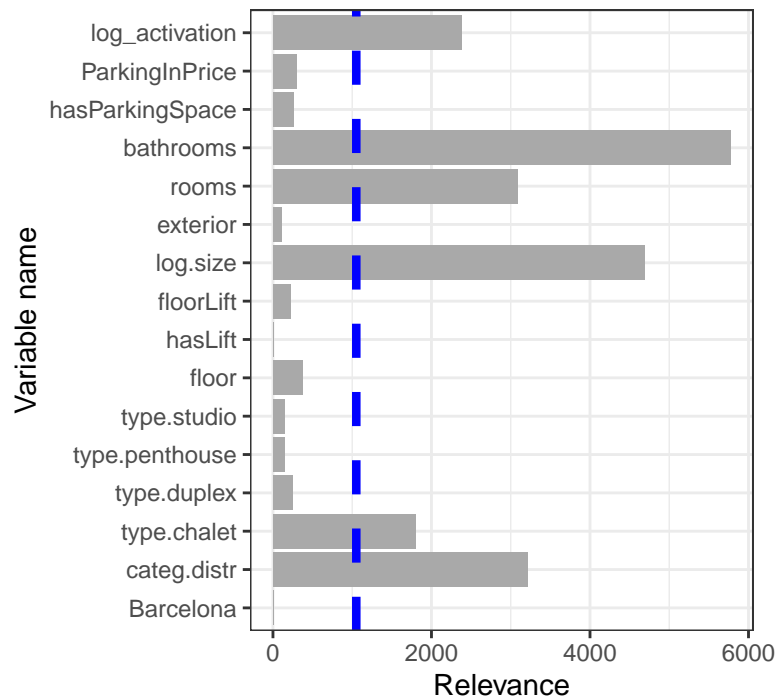 log_activation
ParkingInPrice
hasParkingSpace
bathrooms
rooms
exterior
log.size
floorLift
hasLift
floor
type.studio
type.penthouse
type.duplex
type.chalet
categ.distr
Barcelona
Variable name
0 2000 4000 6000
Relevance